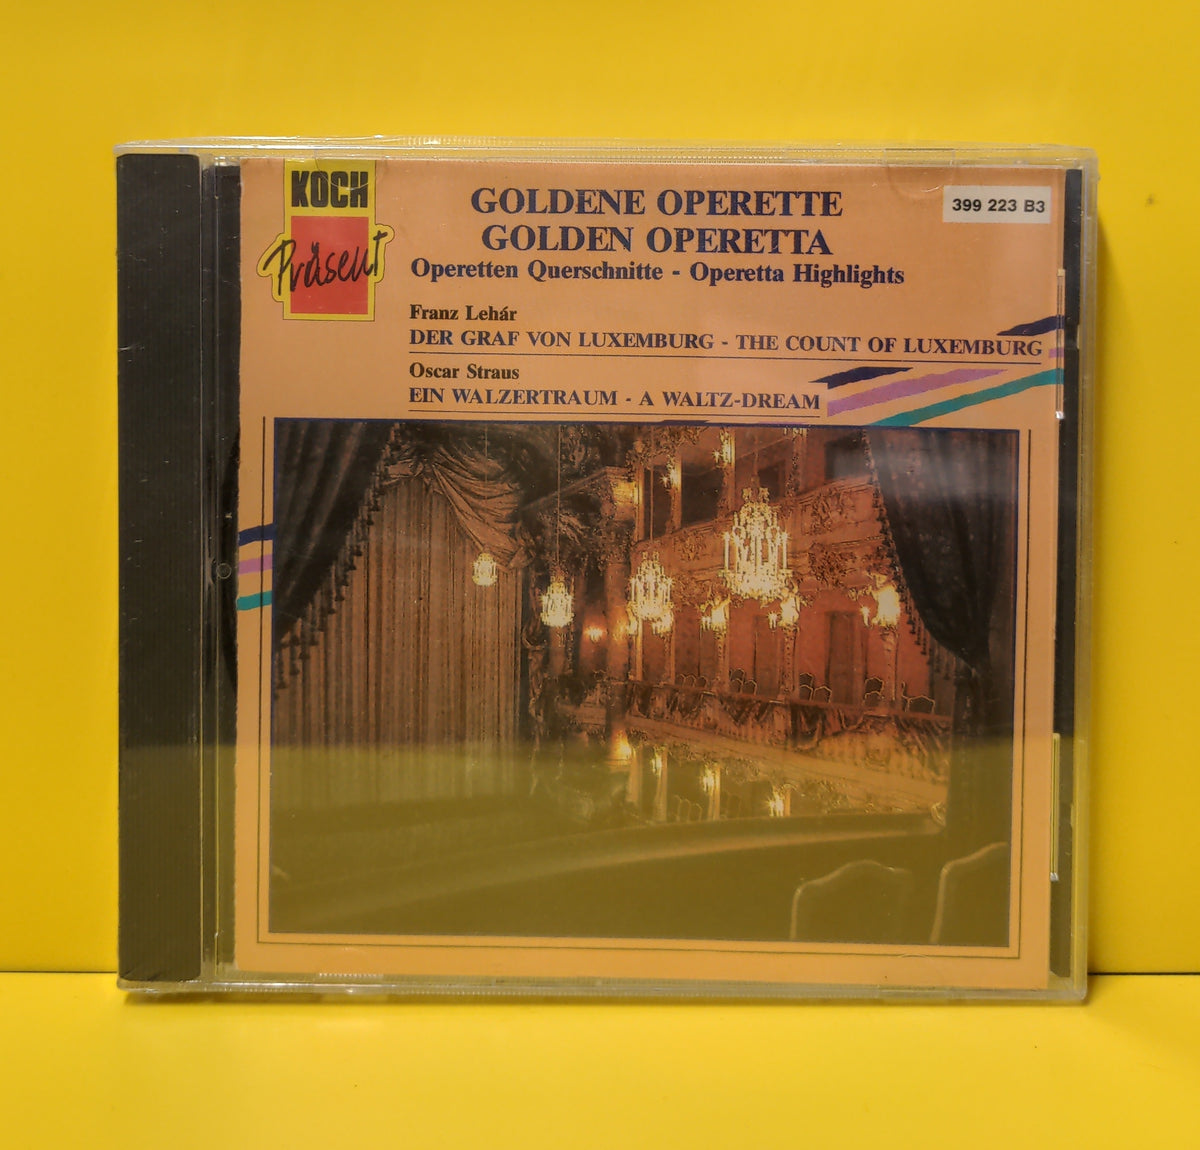 KOCH
Präsent
GOLDENE OPERETTE
GOLDEN OPERETTA
Operetten Querschnitte - Operetta Highlights
399 223 B3
Franz Lehár
DER GRAF VON LUXEMBURG - THE COUNT OF LUXEMBURG
Oscar Straus
EIN WALZERTRAUM - A WALTZ-DREAM